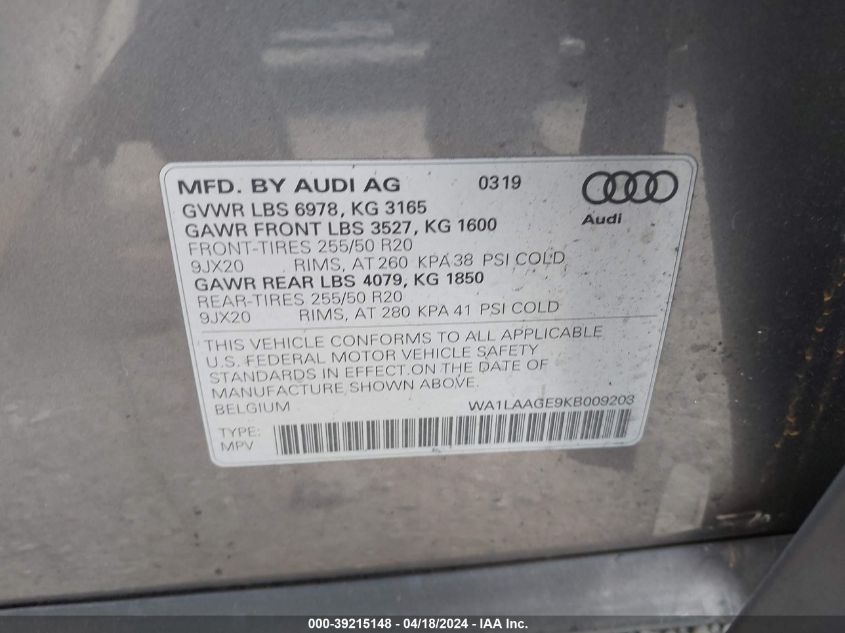 MFD. BY AUDI AG 0319
GVWR LBS 6978, KG 3165
Audi
GAWR FRONT LBS 3527, KG 1600
FRONT-TIRES 255/50 R20
9JX20 RIMS, AT 260 KPA 38 PSI COLD
GAWR REAR LBS 4079, KG 1850
REAR-TIRES 255/50 R20
9JX20 RIMS, AT 280 KPA 41 PSI COLD
THIS VEHICLE CONFORMS TO ALL APPLICABLE
U.S. FEDERAL MOTOR VEHICLE SAFETY
STANDARDS IN EFFECT ON THE DATE OF
MANUFACTURE SHOWN ABOVE.
BELGIUM WA1LAAGE9KB009203
TYPE:
MPV
000-39215148 - 04/18/2024 - IAA Inc.